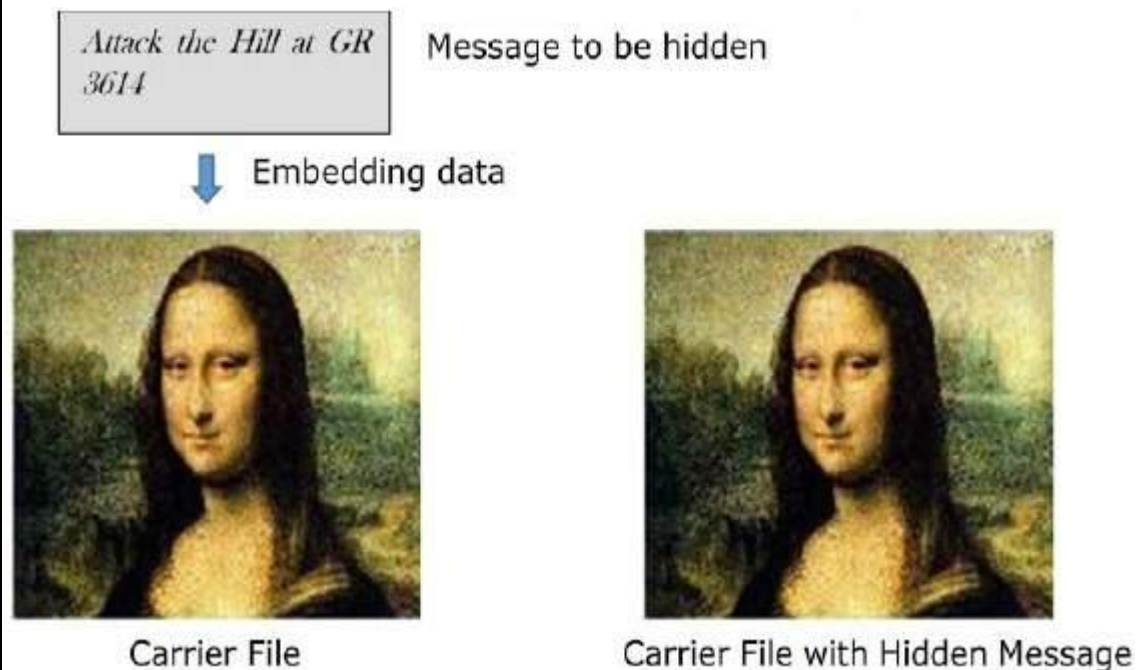 Attack the Hill at GR
3614
Message to be hidden
Embedding data
Carrier File
Carrier File with Hidden Message